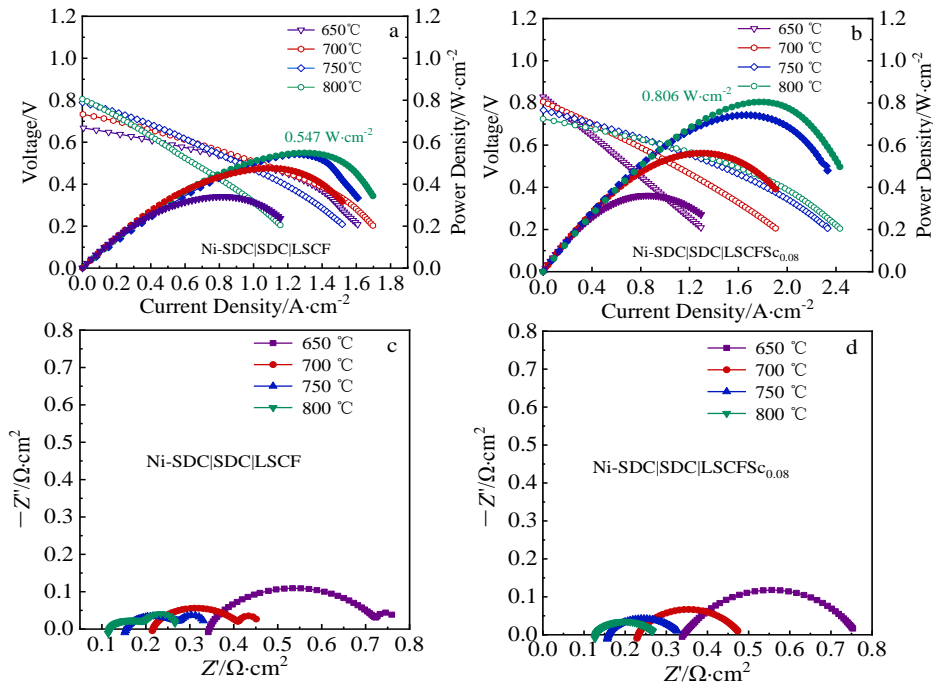 a
650℃
700℃
750℃
800℃
0.547 W·cm-2
Ni-SDC|SDC|LSCF
Voltage/V
Power Density/W·cm-2
Current Density/A·cm-2
1.2
1.0
0.8
0.6
0.4
0.2
0.0
1.2
1.0
0.8
0.6
0.4
0.2
0.0
0.0 0.2 0.4 0.6 0.8 1.0 1.2 1.4 1.6 1.8
b
650 ℃
700 ℃
750 ℃
800 ℃
0.806 W·cm-2
Ni-SDC|SDC|LSCFSc0.08
Voltage/V
Power Density/W·cm-2
Current Density/A·cm-2
1.2
1.0
0.8
0.6
0.4
0.2
0.0
1.2
1.0
0.8
0.6
0.4
0.2
0.0
0.0 0.4 0.8 1.2 1.6 2.0 2.4
c
650 ℃
700 ℃
750 ℃
800 ℃
Ni-SDC|SDC|LSCF
−Z"/Ω·cm2
Z'/Ω·cm2
0.8
0.7
0.6
0.5
0.4
0.3
0.2
0.1
0.0
0.1 0.2 0.3 0.4 0.5 0.6 0.7 0.8
d
650 ℃
700 ℃
750 ℃
800 ℃
Ni-SDC|SDC|LSCFSc0.08
−Z"/Ω·cm2
Z'/Ω·cm2
0.8
0.7
0.6
0.5
0.4
0.3
0.2
0.1
0.0
0.0 0.1 0.2 0.3 0.4 0.5 0.6 0.7 0.8